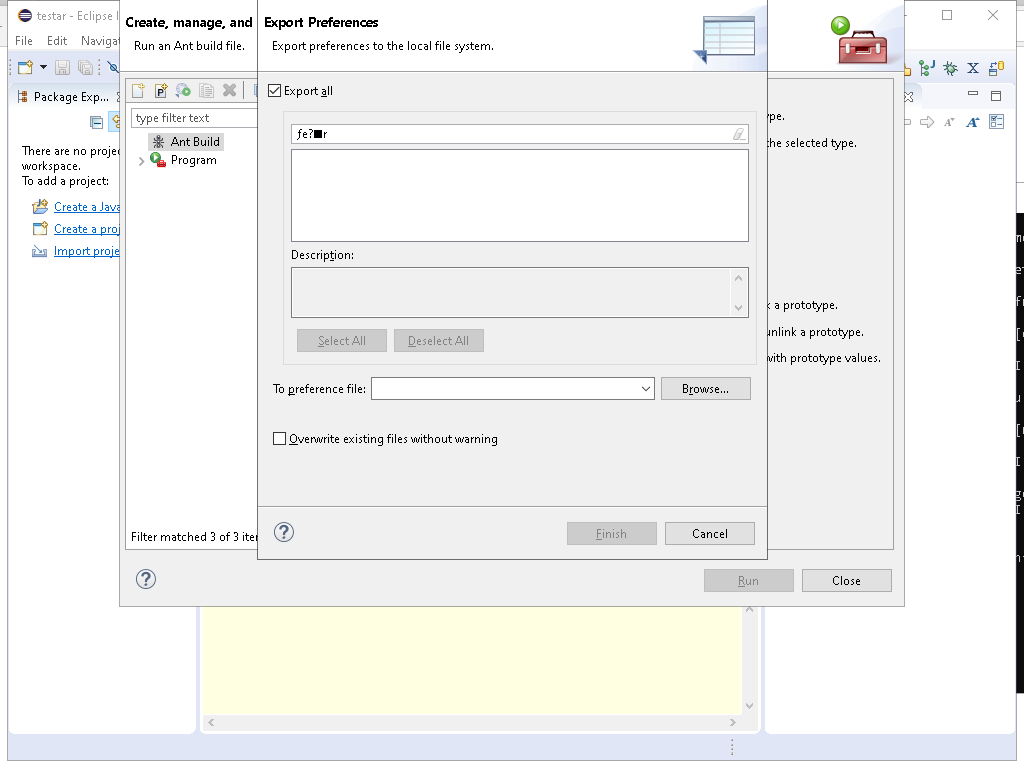 testar - Eclipse I
File Edit Navigat
Package Exp...
There are no proje
workspace.
To add a project:
Create a Java
Create a proj
Import proje
Create, manage, and
Run an Ant build file.
type filter text
Ant Build
Program
Filter matched 3 of 3 iter
Export Preferences
Export preferences to the local file system.
Export all
ƒe?■r
Description:
Select All Deselect All
To preference file:
Browse...
Overwrite existing files without warning
Finish Cancel
ype.
the selected type.
k a prototype.
unlink a prototype.
with prototype values.
Run Close